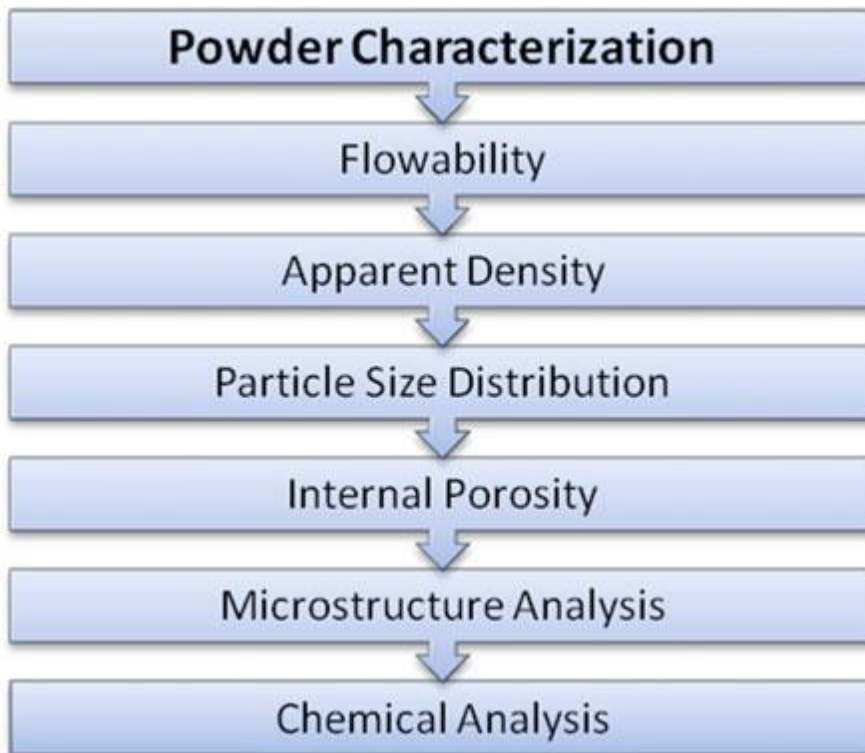 Powder Characterization
Flowability
Apparent Density
Particle Size Distribution
Internal Porosity
Microstructure Analysis
Chemical Analysis